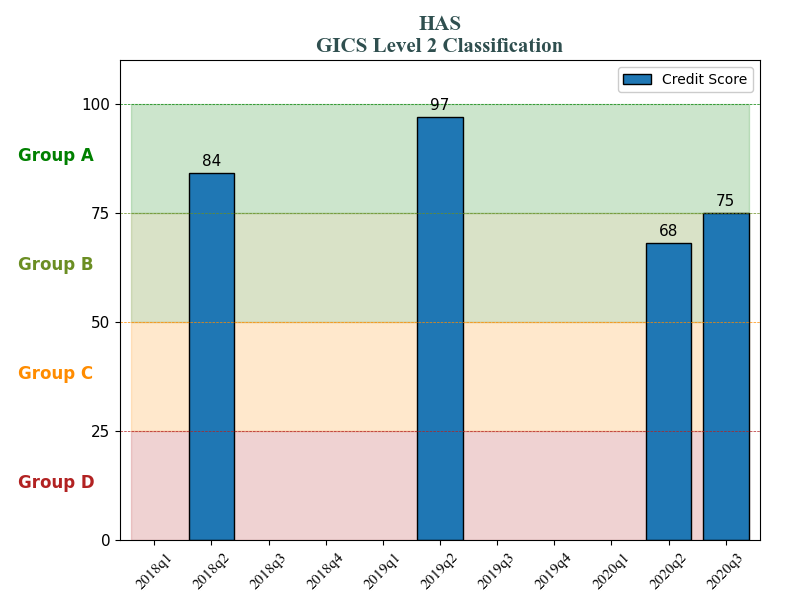 HAS
GICS Level 2 Classification
Credit Score
100
75
50
25
0
Group A
Group B
Group C
Group D
84
97
68
75
2018q1
2018q2
2018q3
2018q4
2019q1
2019q2
2019q3
2019q4
2020q1
2020q2
2020q3